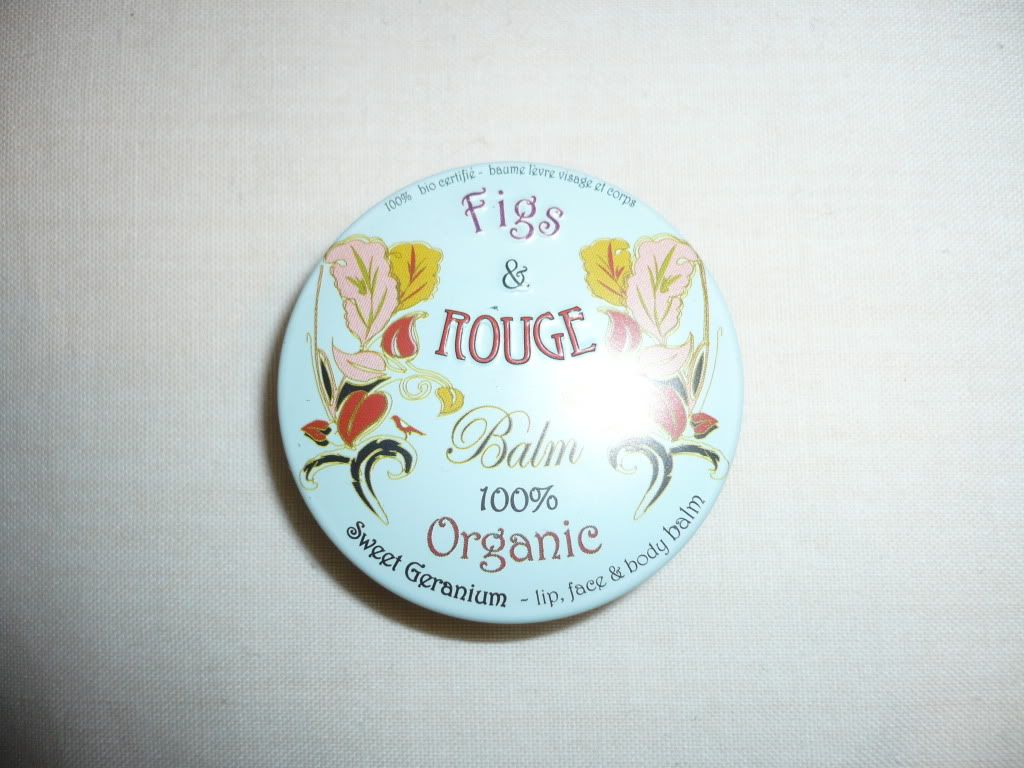 100% bio certifié - baume lèvre visage et corps
Figs
&
ROUGE
Balm
100%
Organic
Sweet Geranium - lip, face & body balm